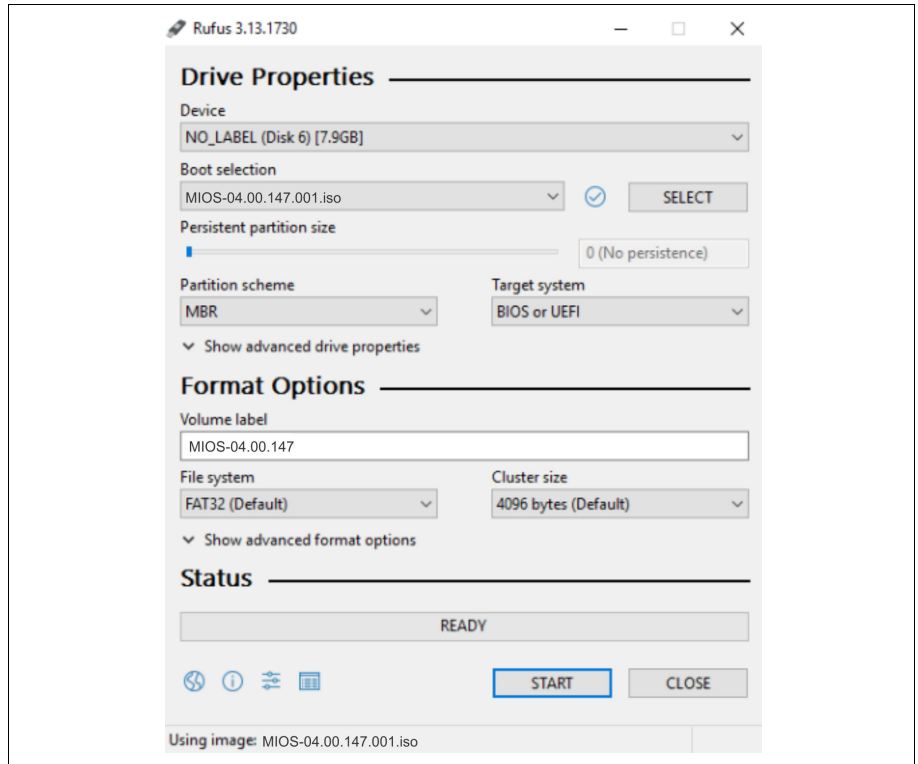 Rufus 3.13.1730
Drive Properties
Device
NO_LABEL (Disk 6) [7.9GB]
Boot selection
MIOS-04.00.147.001.iso
SELECT
Persistent partition size
0 (No persistence)
Partition scheme
Target system
MBR
BIOS or UEFI
Show advanced drive properties
Format Options
Volume label
MIOS-04.00.147
File system
Cluster size
FAT32 (Default)
4096 bytes (Default)
Show advanced format options
Status
READY
START
CLOSE
Using image: MIOS-04.00.147.001.iso